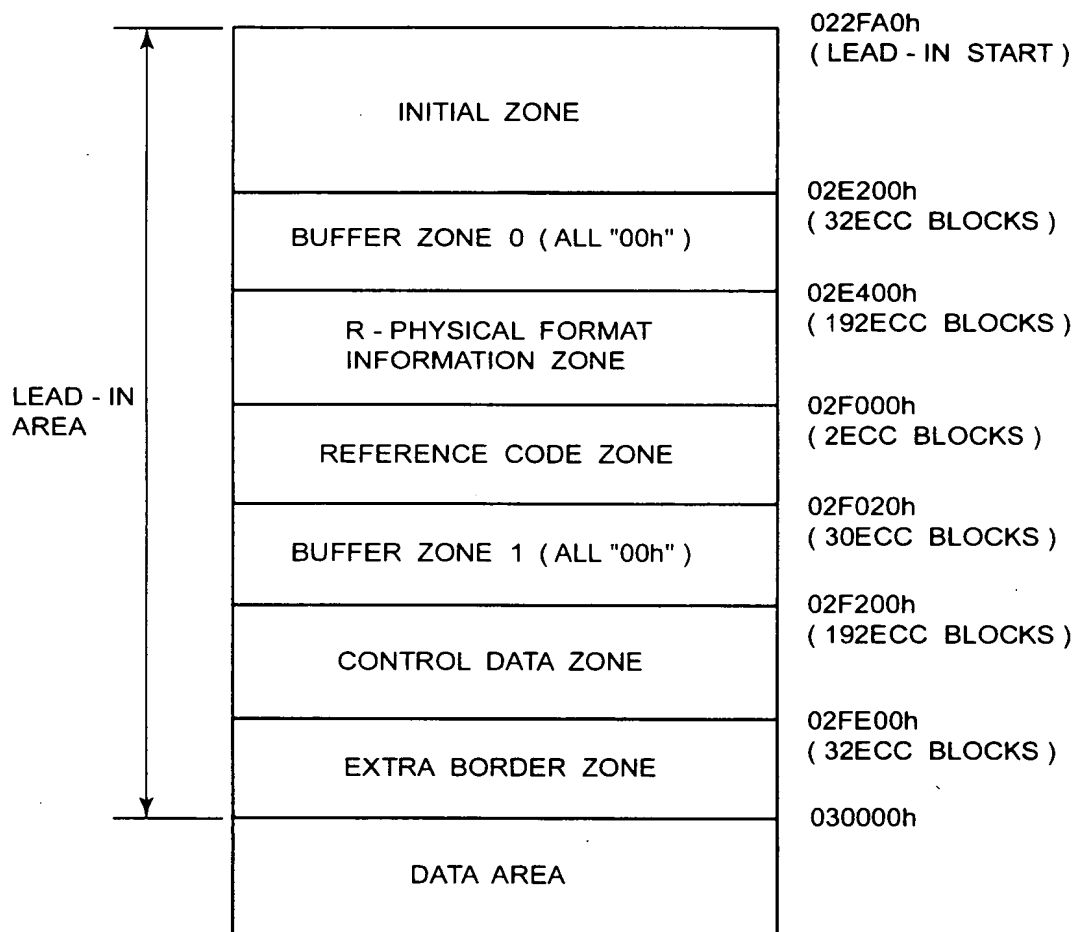 022FA0h
( LEAD - IN START )
INITIAL ZONE
02E200h
( 32ECC BLOCKS )
BUFFER ZONE 0 ( ALL "00h" )
02E400h
( 192ECC BLOCKS )
R - PHYSICAL FORMAT
INFORMATION ZONE
LEAD - IN
AREA
02F000h
( 2ECC BLOCKS )
REFERENCE CODE ZONE
02F020h
( 30ECC BLOCKS )
BUFFER ZONE 1 ( ALL "00h" )
02F200h
( 192ECC BLOCKS )
CONTROL DATA ZONE
02FE00h
( 32ECC BLOCKS )
EXTRA BORDER ZONE
030000h
DATA AREA